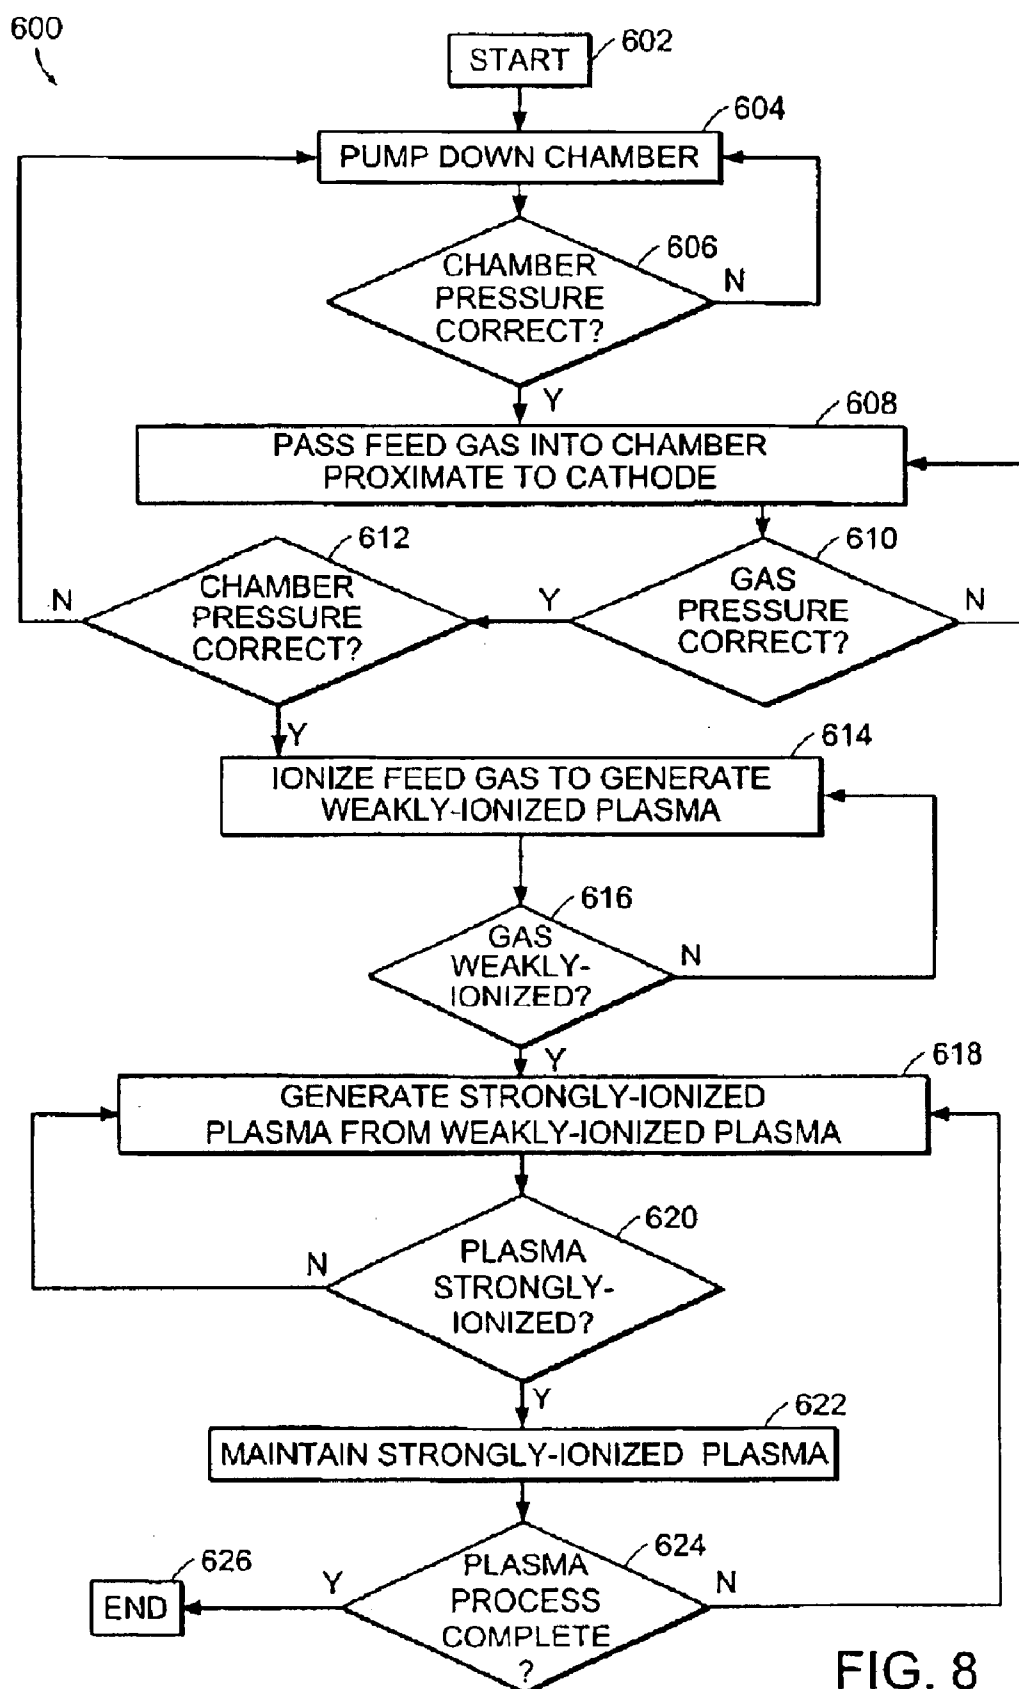 600
START
602
604
PUMP DOWN CHAMBER
606
CHAMBER
PRESSURE
CORRECT?
N
Y
608
PASS FEED GAS INTO CHAMBER
PROXIMATE TO CATHODE
612
CHAMBER
PRESSURE
CORRECT?
N
Y
610
GAS
PRESSURE
CORRECT?
N
Y
614
IONIZE FEED GAS TO GENERATE
WEAKLY-IONIZED PLASMA
616
GAS
WEAKLY-
IONIZED?
N
Y
618
GENERATE STRONGLY-IONIZED
PLASMA FROM WEAKLY-IONIZED PLASMA
620
PLASMA
STRONGLY-
IONIZED?
N
Y
622
MAINTAIN STRONGLY-IONIZED PLASMA
624
PLASMA
PROCESS
COMPLETE
?
Y
N
626
END
FIG. 8